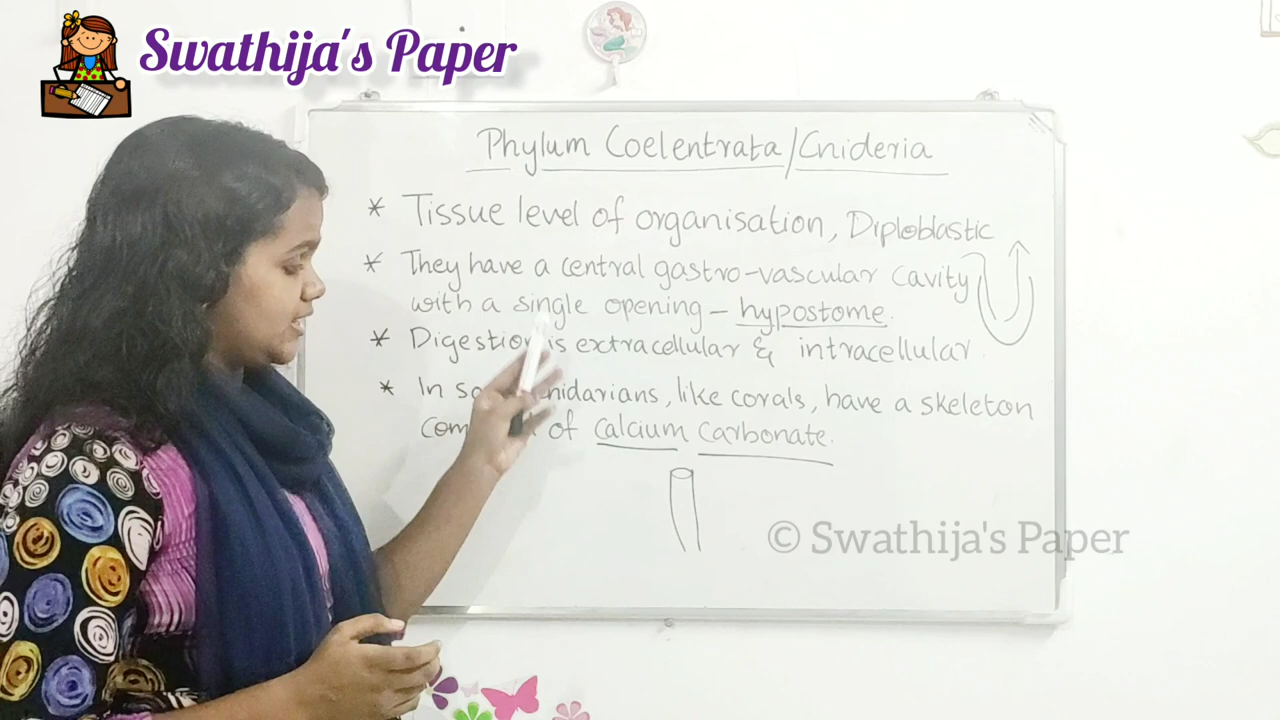 Swathija's Paper
Phylum Coelentrata/Cnideria
* Tissue level of organisation, Diploblastic
* They have a central gastro-vascular cavity
with a single opening - hypostome.
* Digestion is extracellular & intracellular.
* In nidarians, like corals, have a skeleton
of calcium carbonate.
© Swathija's Paper